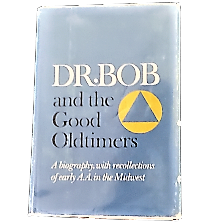 DR.BOB
and the
Good
Oldtimers
A biography, with recollections
of early A.A. in the Midwest